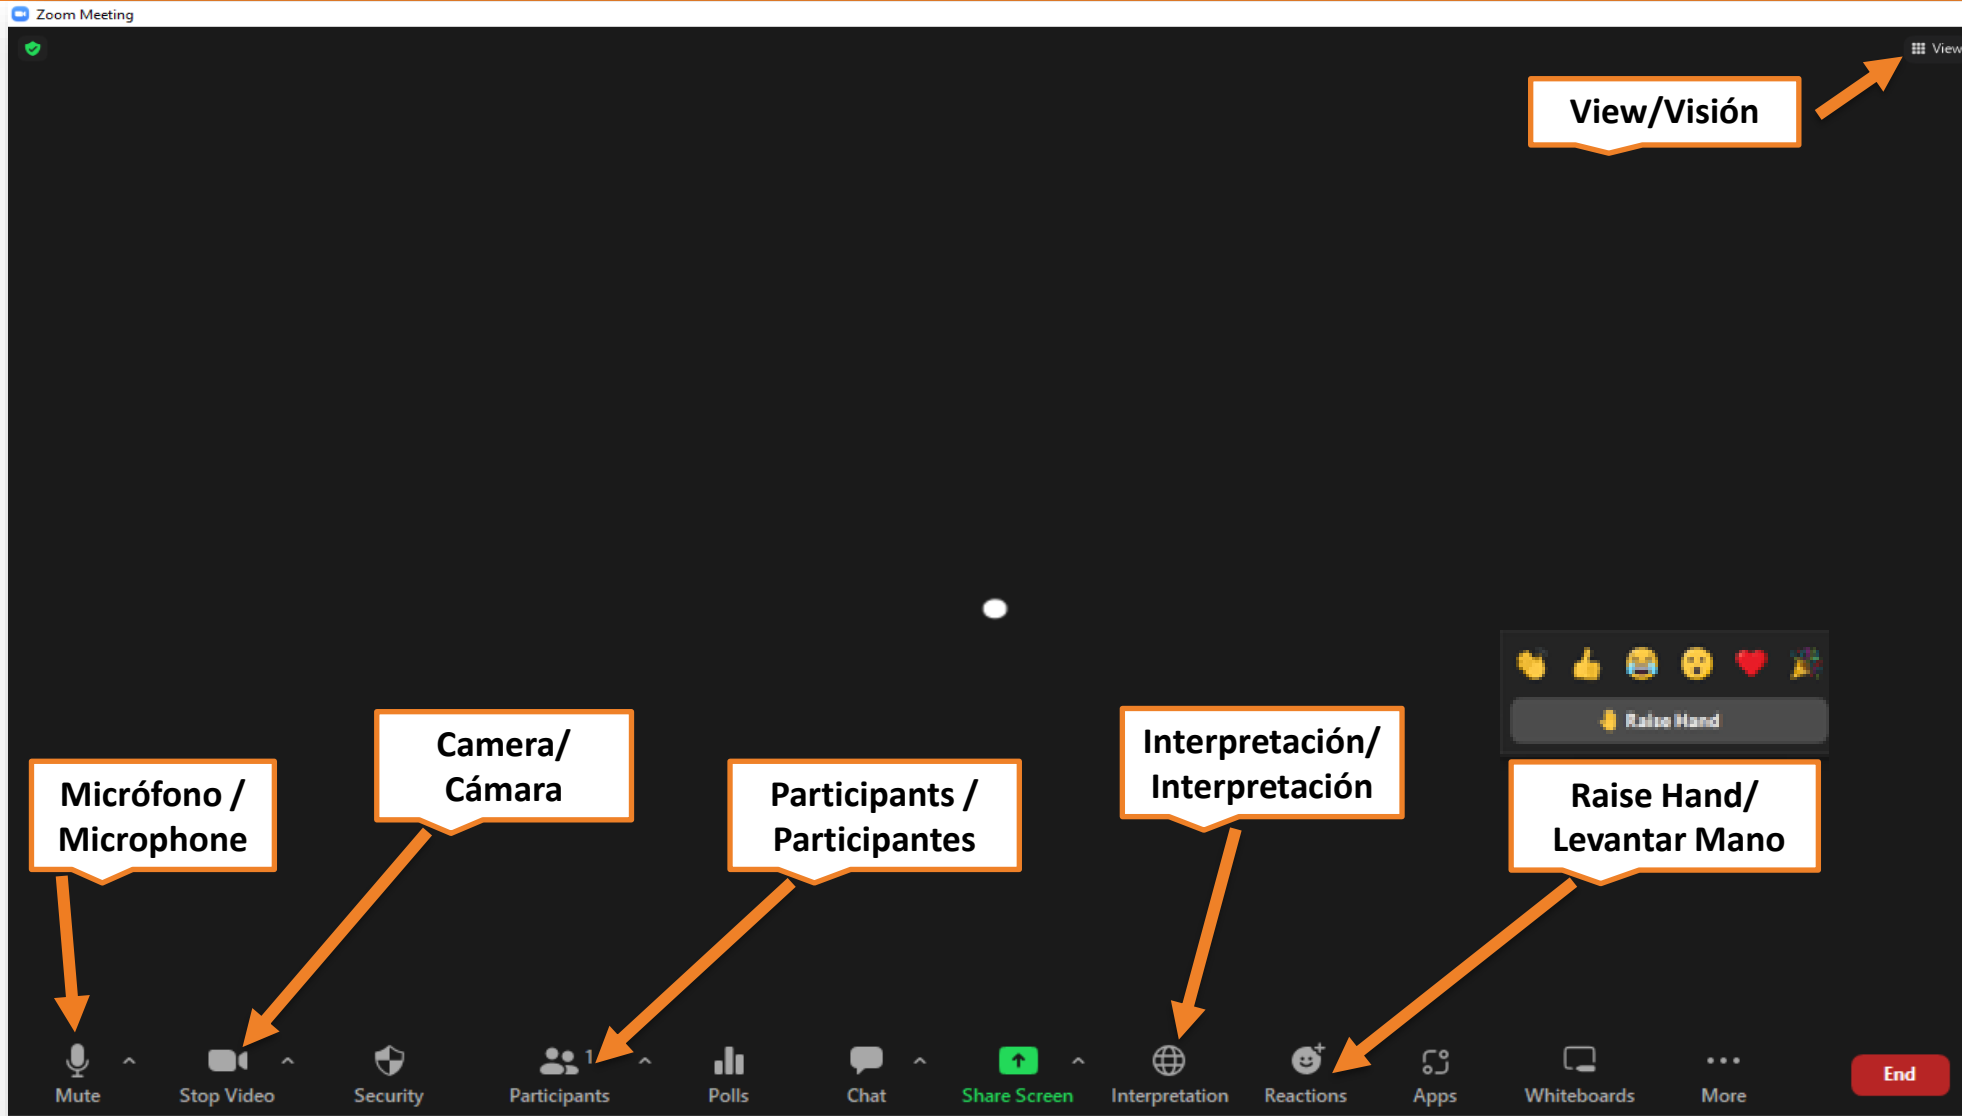 Zoom Meeting
View
View/Visión
Raise Hand
Camera/
Cámara
Interpretación/
Interpretación
Micrófono /
Microphone
Participants /
Participantes
Raise Hand/
Levantar Mano
1
Mute
Stop Video
Security
Participants
Polls
Chat
Share Screen
Interpretation
Reactions
Apps
Whiteboards
More
End